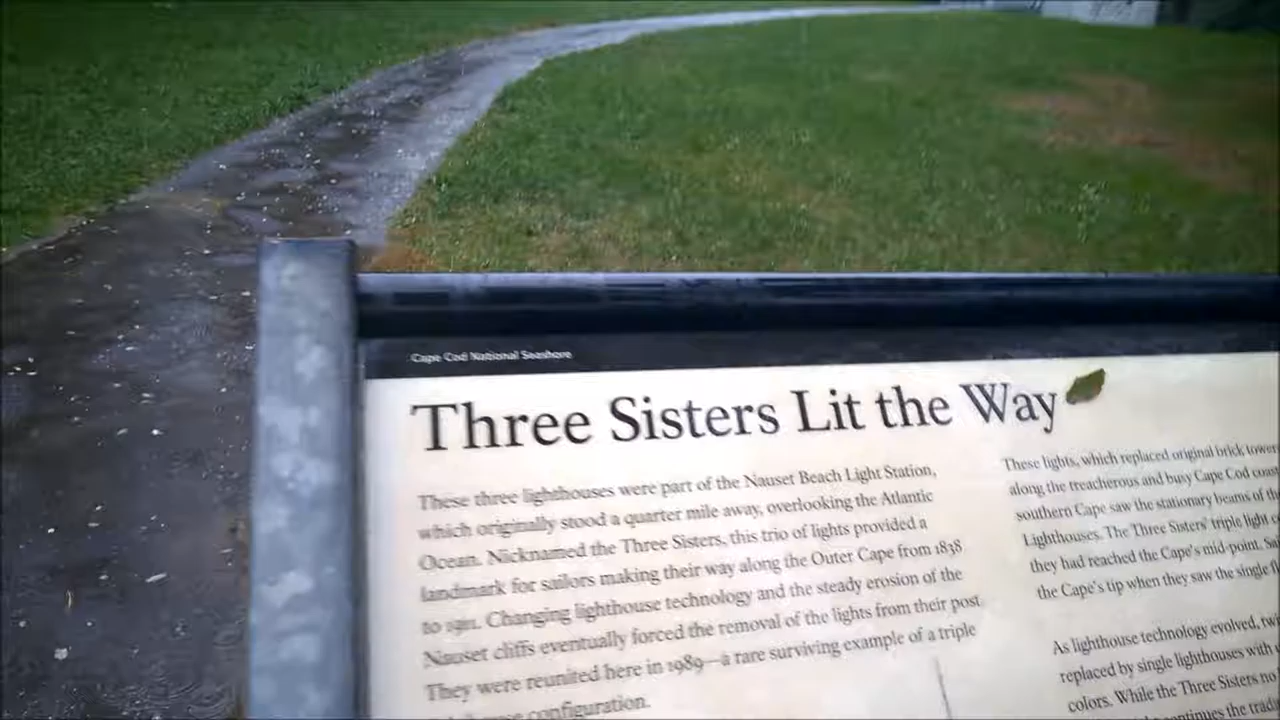 Cape Cod National Seashore
Three Sisters Lit the Way
These three lighthouses were part of the Nauset Beach Light Station,
which originally stood a quarter mile away, overlooking the Atlantic
Ocean. Nicknamed the Three Sisters, this trio of lights provided a
landmark for sailors making their way along the Outer Cape from 1838
to 1911. Changing lighthouse technology and the steady erosion of the
Nauset cliffs eventually forced the removal of the lights from their post.
They were reunited here in 1989—a rare surviving example of a triple
configuration.
These lights, which replaced original brick tower
along the treacherous and busy Cape Cod
southern Cape saw the stationary beams of
Lighthouses. The Three Sisters' triple light
they had reached the Cape's mid-point.
the Cape's tip when they saw the single
As lighthouse technology evolved,
replaced by single lighthouses with
colors. While the Three Sisters no
continues the